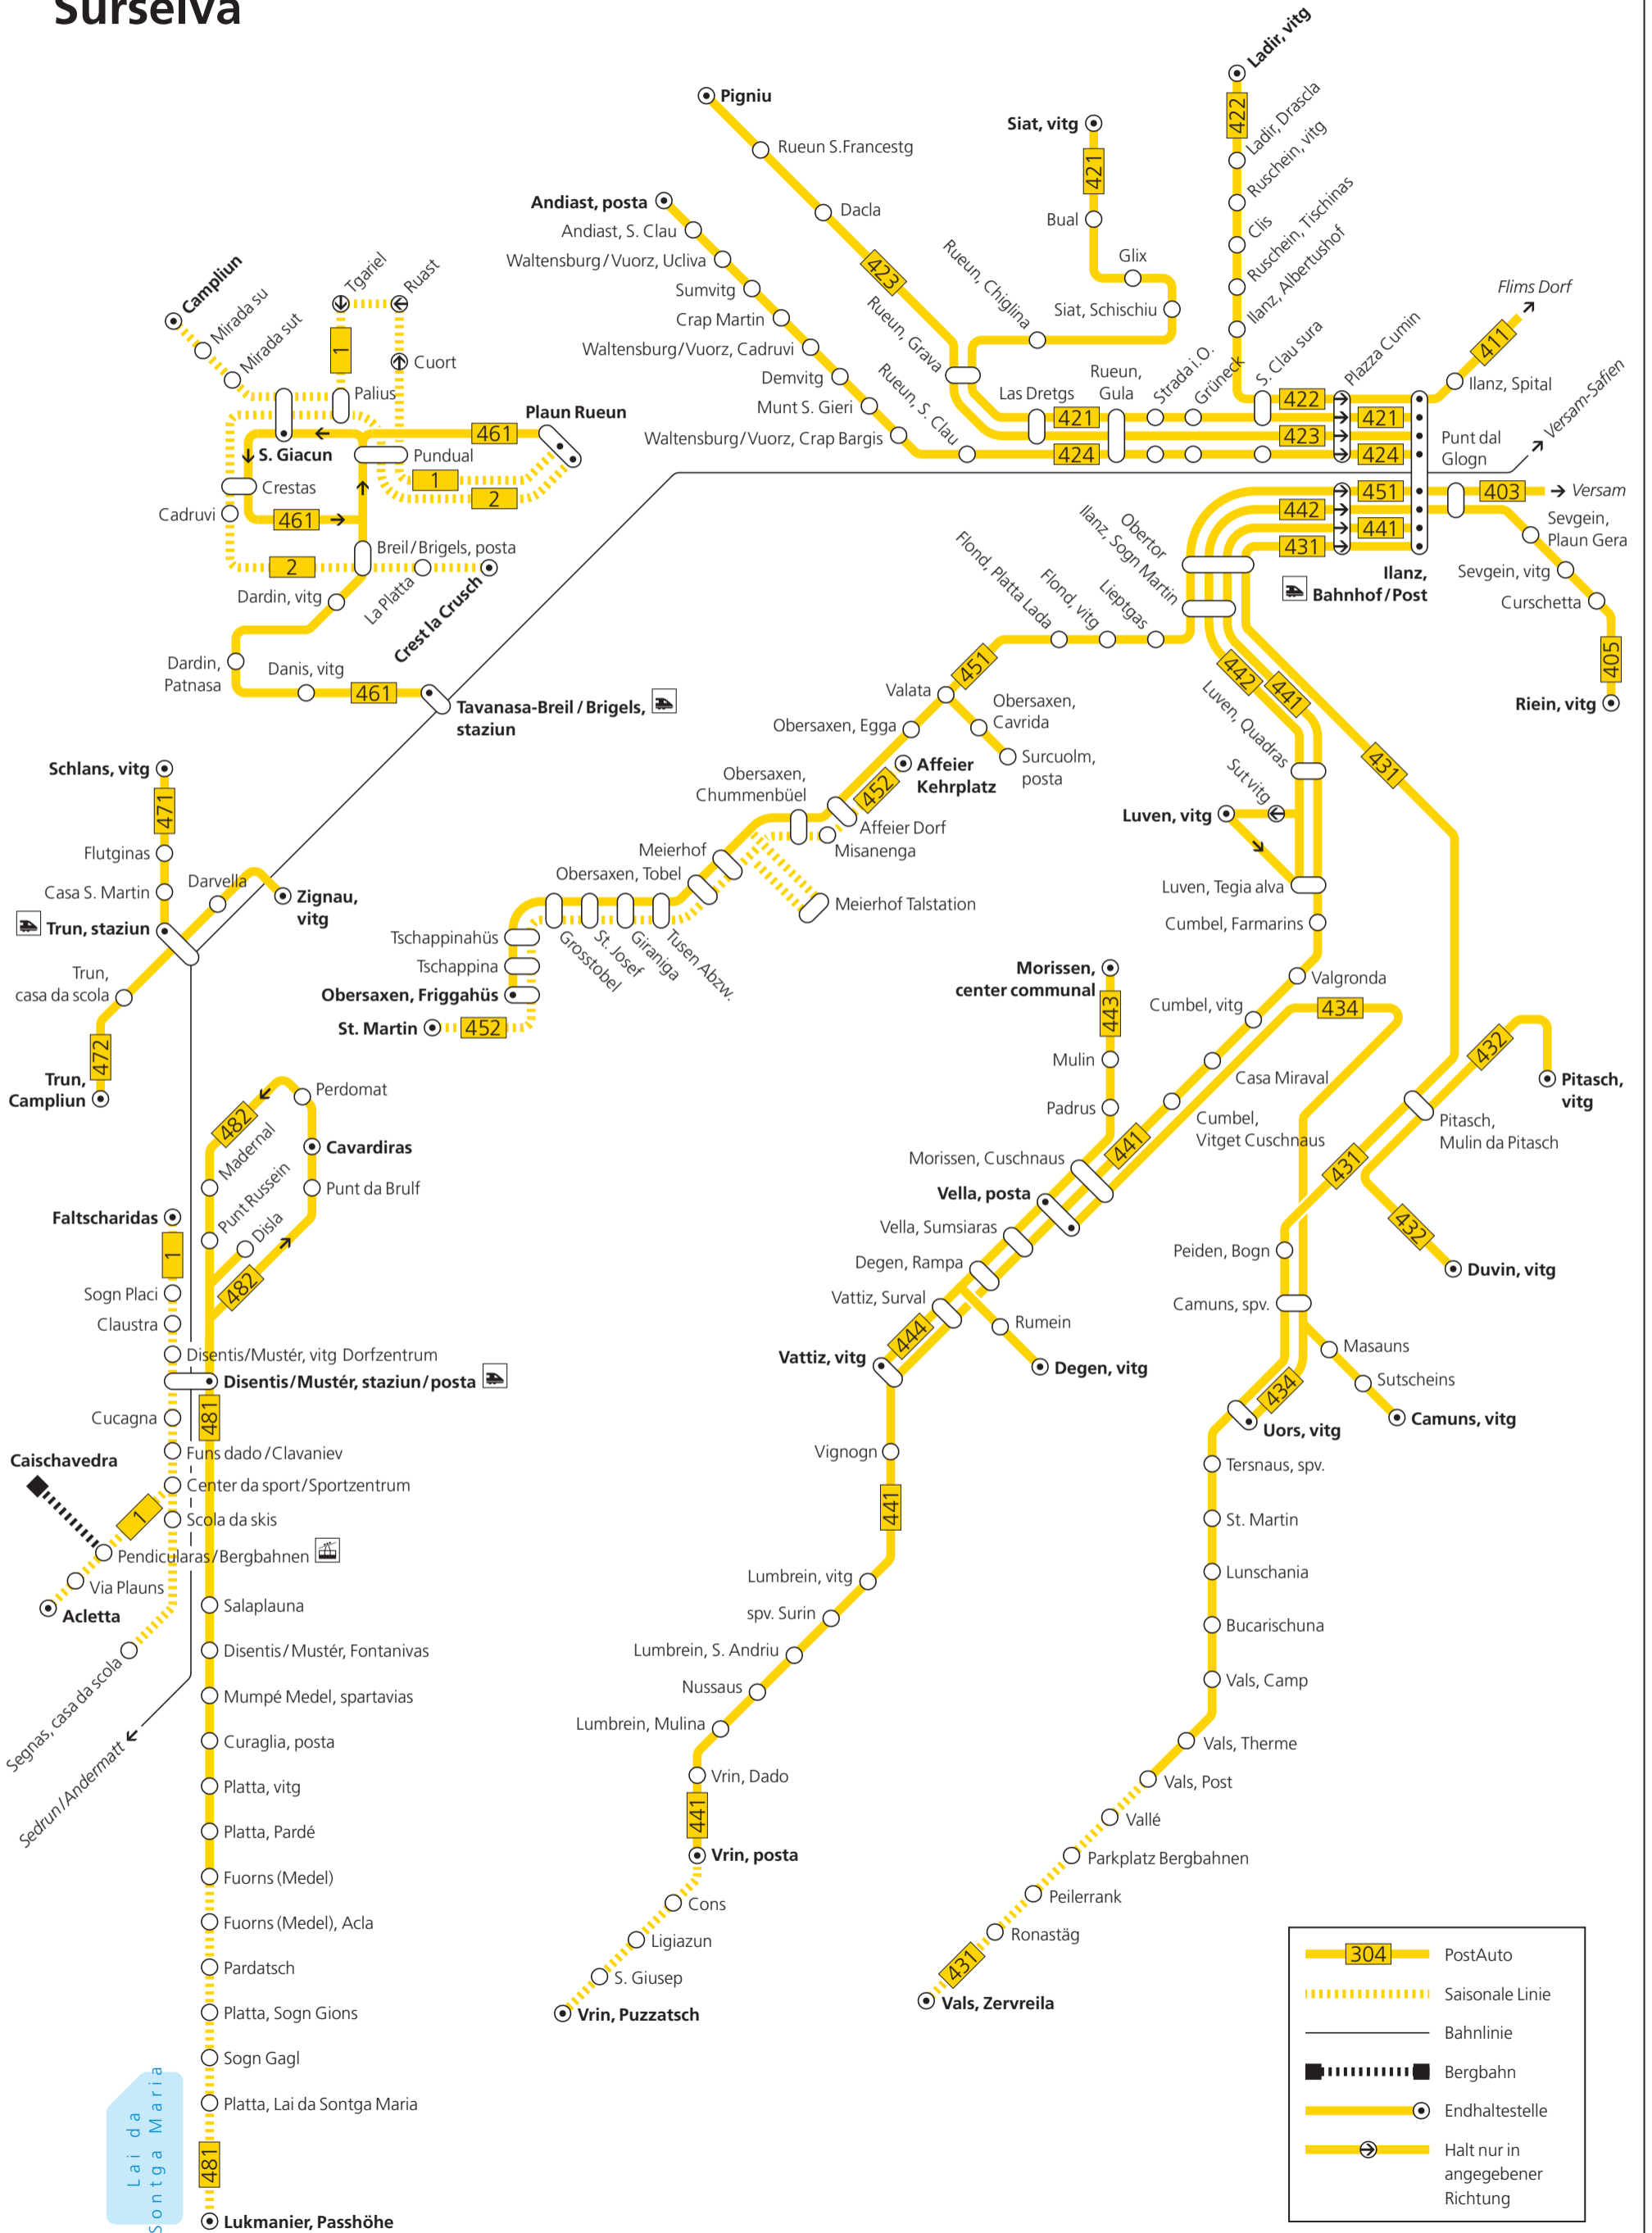 Surselva
Ladir, vitg
422
Ladir, Drascla
Ruschein, vitg
Clis
Ruschein, Tischinas
Ilanz, Albertushof
S. Clau sura
Plazza Cumin
Pigniu
Rueun S.Francestg
Dacla
423
Rueun, Grava
Siat, vitg
421
Bual
Glix
Siat, Schischiu
Rueun, Chiglina
Andiast, posta
Andiast, S. Clau
Waltensburg/Vuorz, Ucliva
Sumvitg
Crap Martin
Waltensburg/Vuorz, Cadruvi
Demvitg
Munt S. Gieri
Waltensburg/Vuorz, Crap Bargis
Rueun, S. Clau
Las Dretgs
Rueun,
Gula
Strada i.O.
Grüneck
421
424
422
423
421
424
Flims Dorf
411
Ilanz, Spital
Versam-Safien
Punt dal
Glogn
451
442
441
431
403
Versam
Sevgein,
Plaun Gera
Sevgein, vitg
Curschetta
405
Riein, vitg
Ilanz,
Bahnhof/Post
Obertor
Ilanz, Sogn Martin
Campliun
Mirada su
Mirada sut
Tgariel
Ruast
1
Cuort
Palius
Plaun Rueun
461
S. Giacun
Pundual
1
2
Crestas
Cadruvi
461
Breil/Brigels, posta
2
La Platta
Crest la Crusch
Dardin, vitg
Dardin,
Patnasa
Danis, vitg
461
Tavanasa-Breil/Brigels,
staziun
Flond, Platta Lada
Flond, vitg
Lieptgas
451
Valata
Obersaxen,
Cavrida
Surcuolm,
posta
Obersaxen, Egga
Affeier
Kehrplatz
452
Obersaxen,
Chummenbüel
Affeier Dorf
Misanenga
Meierhof
Obersaxen, Tobel
Meierhof Talstation
Tschappinahüs
Tschappina
Grosstobel
St. Josef
Giraniga
Tusen Abzw.
Obersaxen, Friggahüs
St. Martin
452
442
441
431
Luven, Quadras
Sut vitg
Luven, vitg
Luven, Tegia alva
Cumbel, Farmarins
Valgronda
Cumbel, vitg
434
Casa Miraval
Cumbel,
Vitget Cuschnaus
441
Morissen,
center communal
443
Mulin
Padrus
Morissen, Cuschnaus
Vella, posta
Vella, Sumsiaras
Degen, Rampa
Vattiz, Surval
444
Vattiz, vitg
Rumein
Degen, vitg
Vignogn
441
Lumbrein, vitg
spv. Surin
Lumbrein, S. Andriu
Nussaus
Lumbrein, Mulina
Vrin, Dado
441
Vrin, posta
Cons
Ligiazun
S. Giusep
Vrin, Puzzatsch
432
Pitasch,
vitg
Pitasch,
Mulin da Pitasch
431
432
Duvin, vitg
Peiden, Bogn
Camuns, spv.
Masauns
Sutscheins
Camuns, vitg
434
Uors, vitg
Tersnaus, spv.
St. Martin
Lunschania
Bucarischuna
Vals, Camp
Vals, Therme
Vals, Post
Vallé
Parkplatz Bergbahnen
Peilerrank
Ronastäg
431
Vals, Zervreila
Schlans, vitg
471
Flutginas
Casa S. Martin
Darvella
Zignau,
vitg
Trun, staziun
Trun,
casa da scola
472
Trun,
Campliun
Perdomat
482
Madernal
Cavardiras
Punt Russein
Punt da Brulf
Disla
482
Faltscharidas
1
Sogn Placi
Claustra
Disentis/Mustér, vitg Dorfzentrum
Disentis/Mustér, staziun/posta
481
Cucagna
Funs dado/Clavaniev
Caischavedra
Center da sport/Sportzentrum
1
Scola da skis
Pendicularas/Bergbahnen
Via Plauns
Acletta
Segnas, casa da scola
Sedrun/Andermatt
Salaplauna
Disentis/Mustér, Fontanivas
Mumpé Medel, spartavias
Curaglia, posta
Platta, vitg
Platta, Pardé
Fuorns (Medel)
Fuorns (Medel), Acla
Pardatsch
Platta, Sogn Gions
Sogn Gagl
Platta, Lai da Sontga Maria
481
Lukmanier, Passhöhe
Lai da
Sontga Maria
304
PostAuto
Saisonale Linie
Bahnlinie
Bergbahn
Endhaltestelle
Halt nur in
angegebener
Richtung